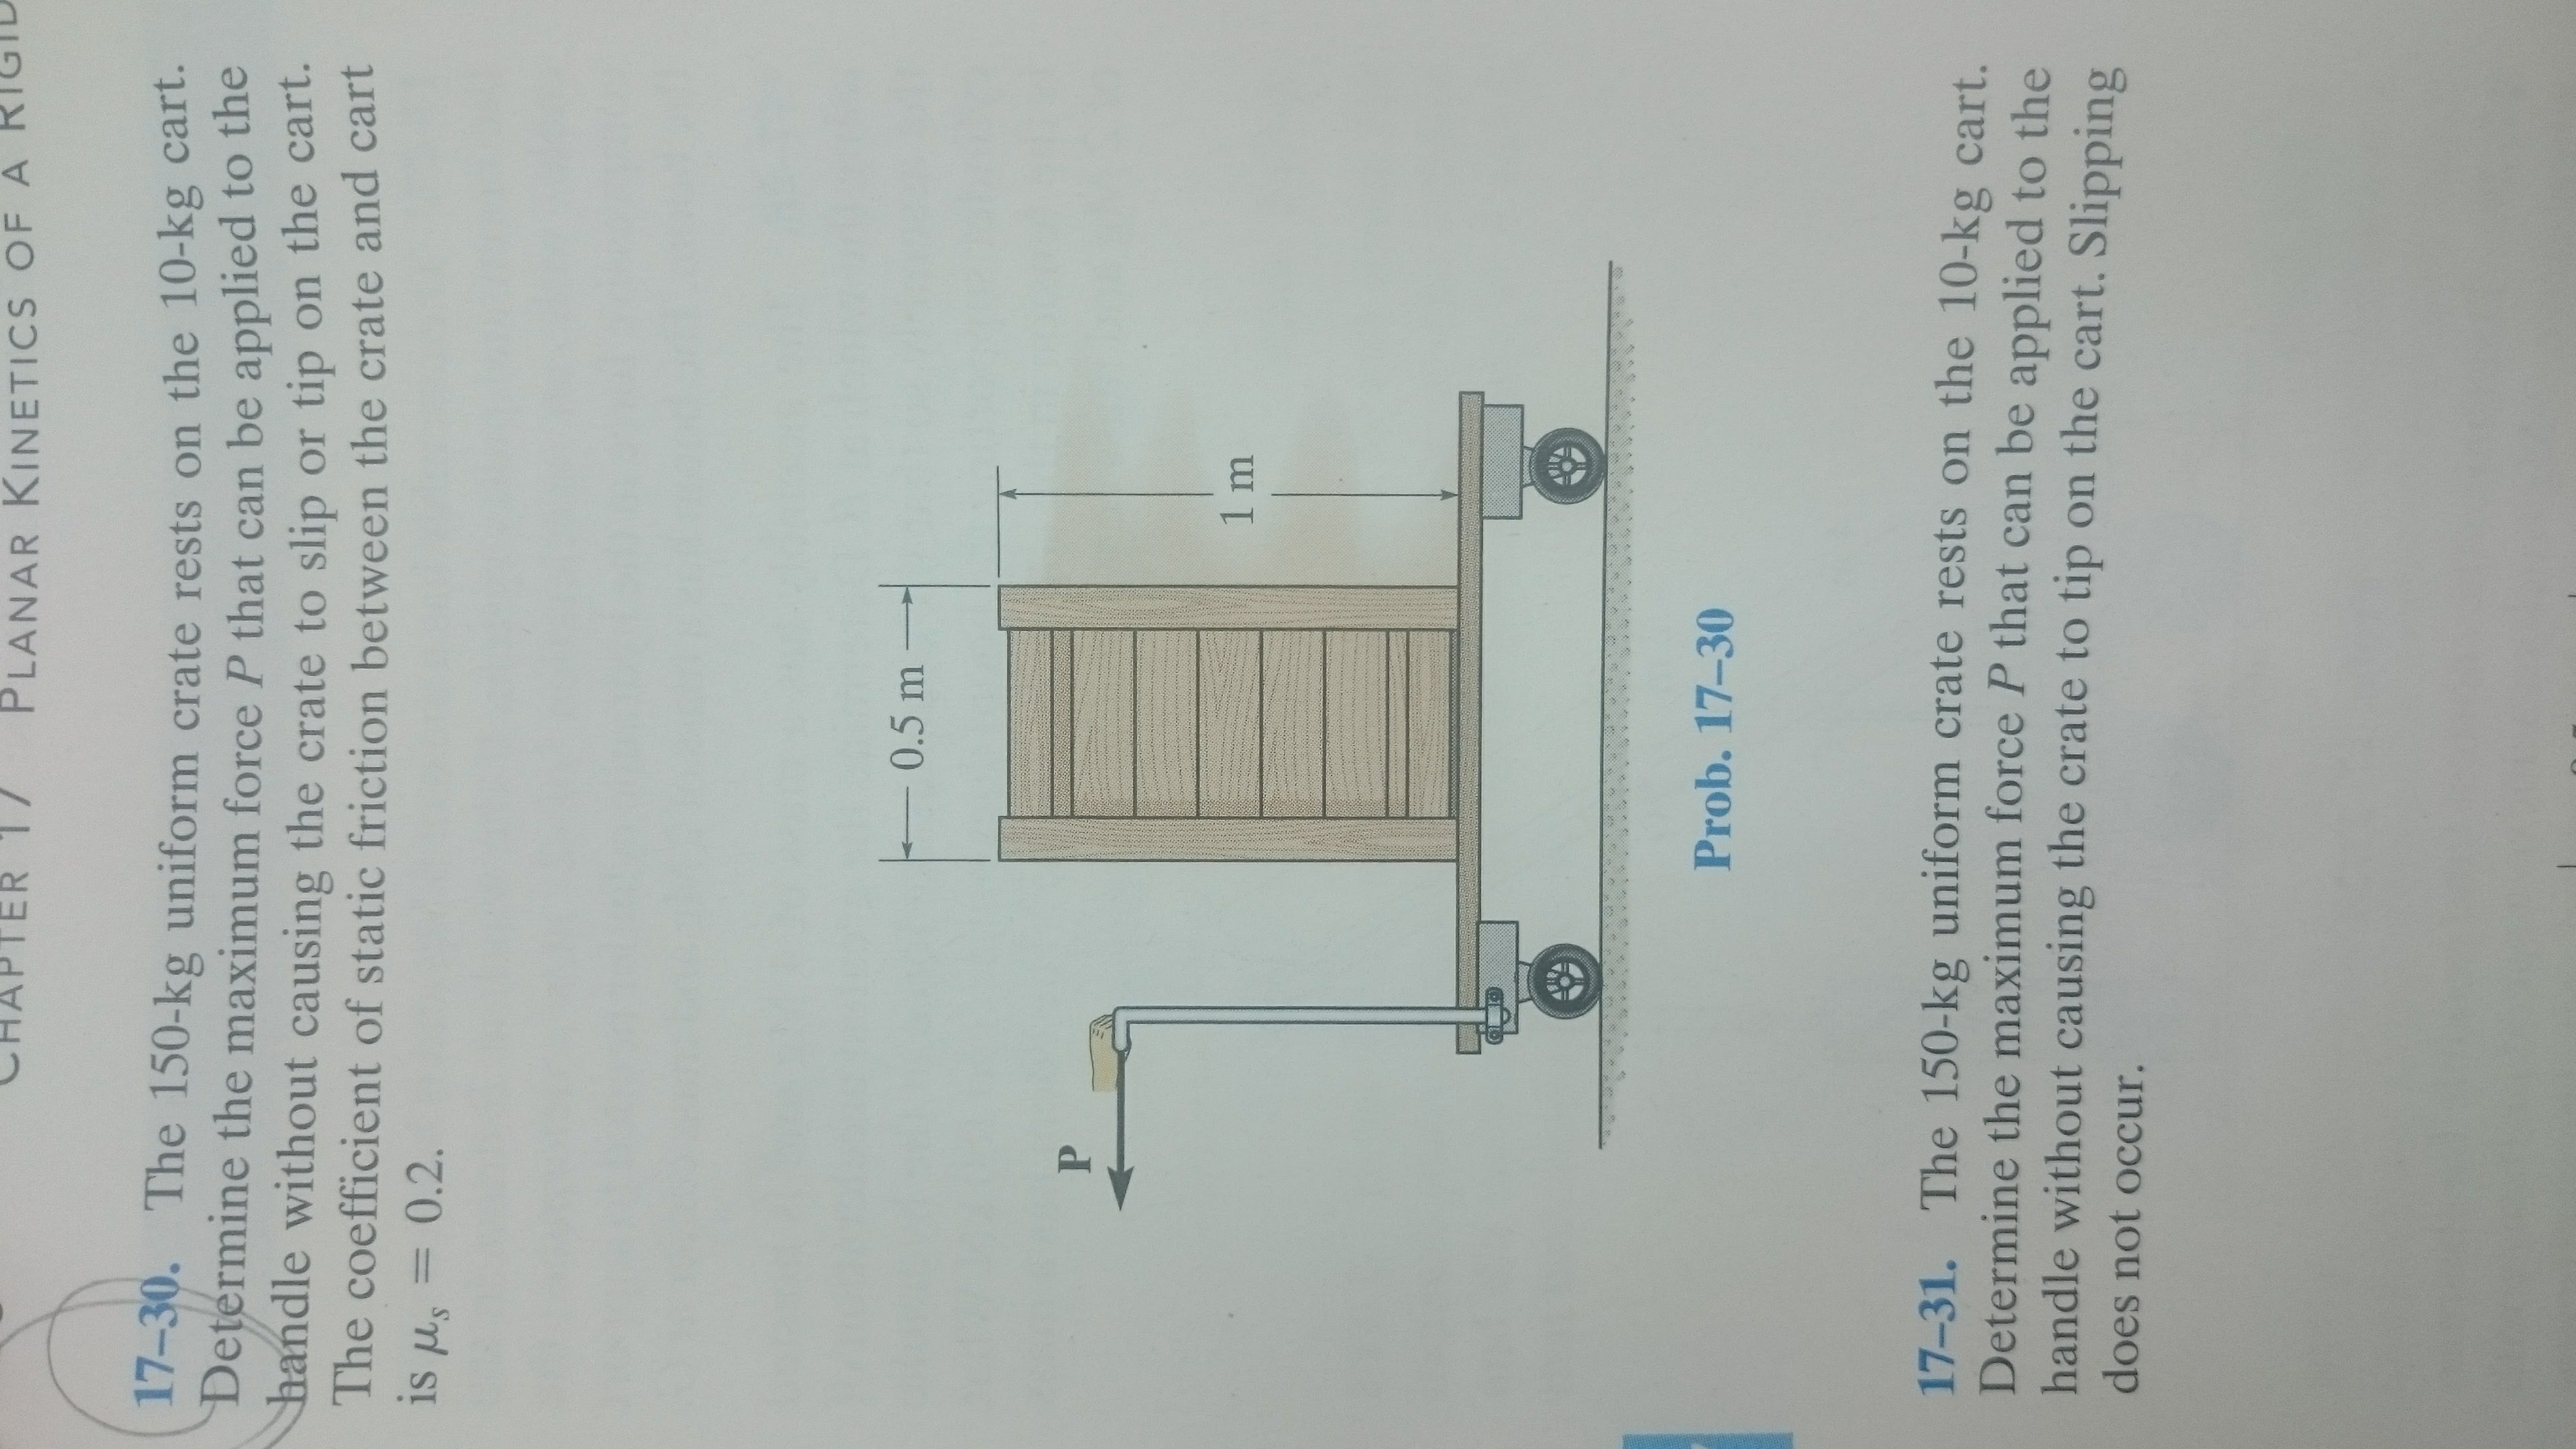 CHAPTER 17 PLANAR KINETICS OF A RIGID
17–30. The 150-kg uniform crate rests on the 10-kg cart.
Determine the maximum force P that can be applied to the
handle without causing the crate to slip or tip on the cart.
The coefficient of static friction between the crate and cart
is μs = 0.2.
0.5 m
P
1 m
Prob. 17–30
17–31. The 150-kg uniform crate rests on the 10-kg cart.
Determine the maximum force P that can be applied to the
handle without causing the crate to tip on the cart. Slipping
does not occur.